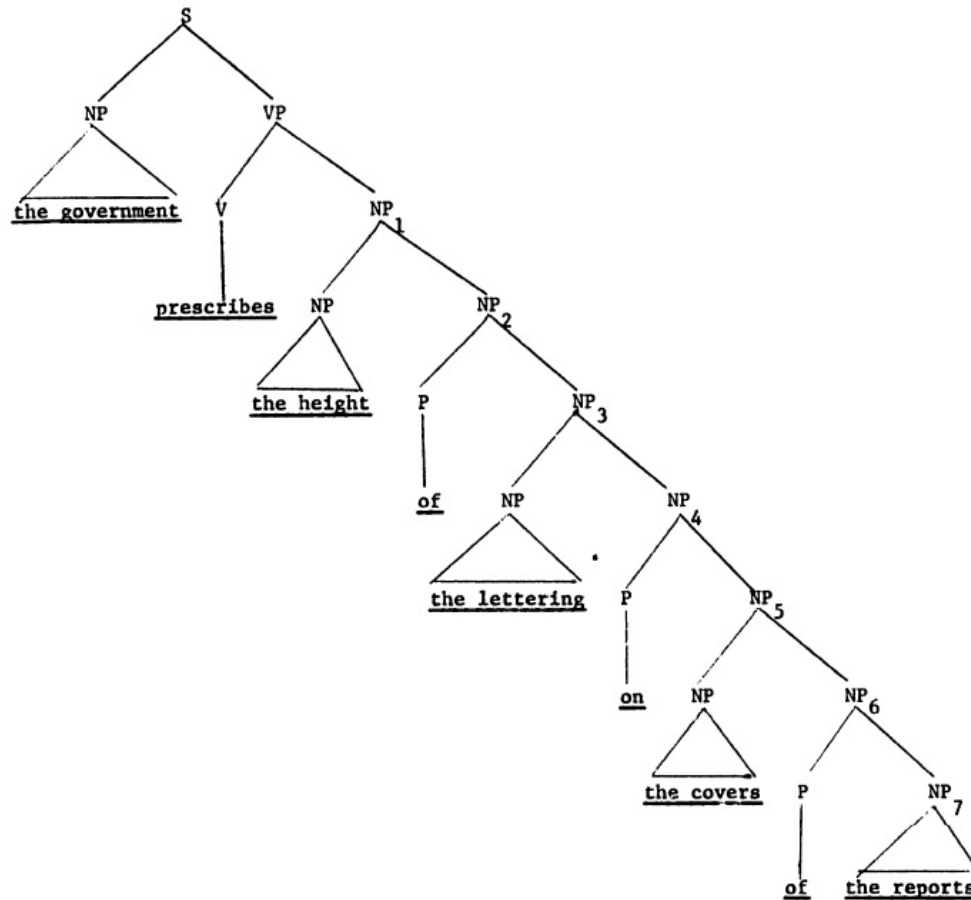 S
NP VP
the government V NP1
prescribes NP NP2
the height P NP3
of NP NP4
the lettering P NP5
on NP NP6
the covers P NP7
of the reports